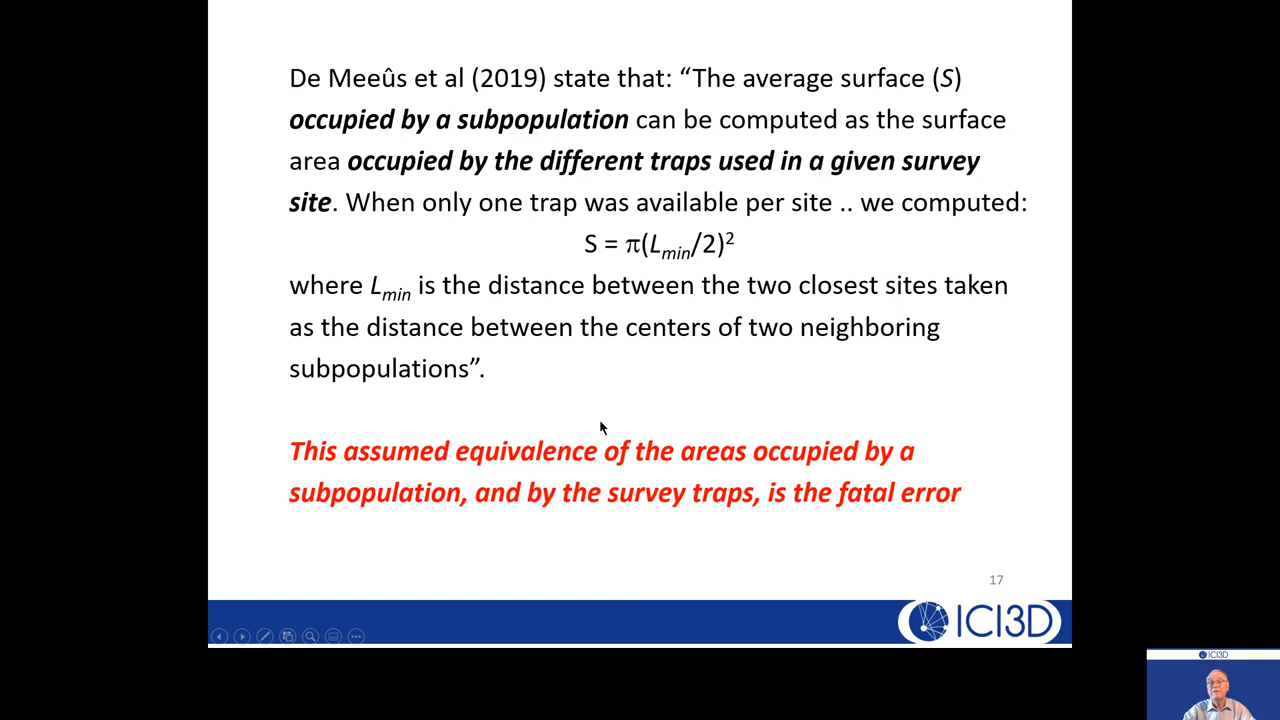 De Meeûs et al (2019) state that: “The average surface (S)
occupied by a subpopulation can be computed as the surface
area occupied by the different traps used in a given survey
site. When only one trap was available per site .. we computed:
S = π(Lmin/2)2
where Lmin is the distance between the two closest sites taken
as the distance between the centers of two neighboring
subpopulations”.
This assumed equivalence of the areas occupied by a
subpopulation, and by the survey traps, is the fatal error
17
ICI3D
ICI3D